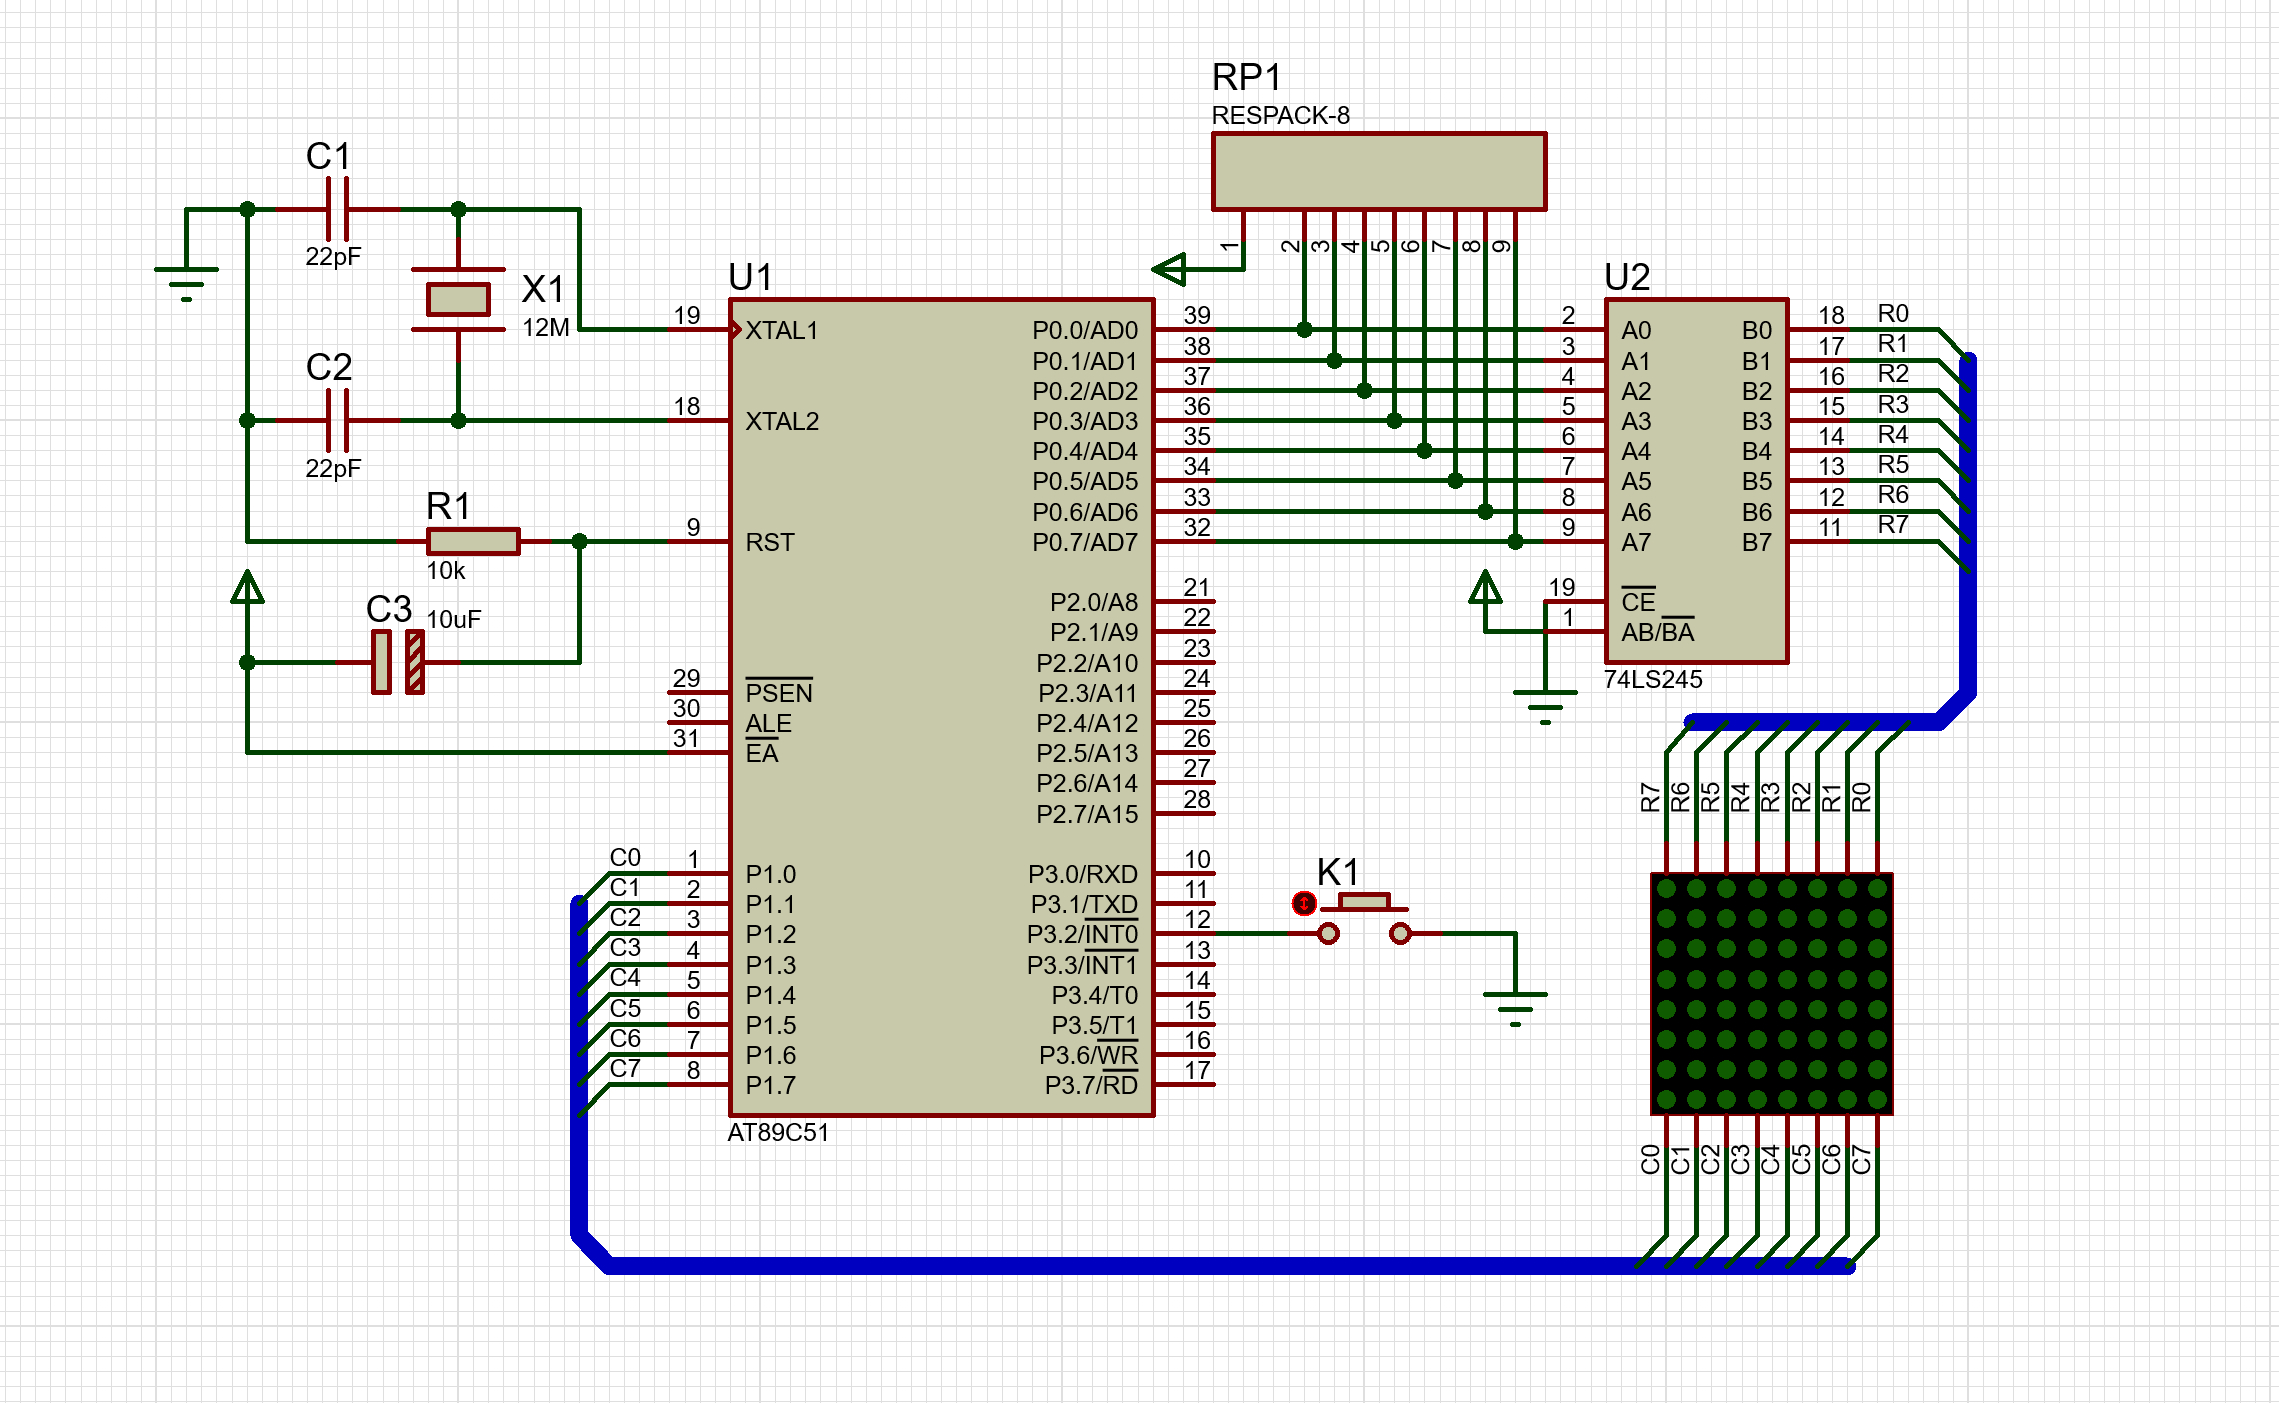 RP1
RESPACK-8
1
2
3
4
5
6
7
8
9
C1
22pF
X1
12M
C2
22pF
R1
10k
C3
10uF
U1
19 XTAL1
18 XTAL2
9 RST
29 PSEN
30 ALE
31 EA
C0 1 P1.0
C1 2 P1.1
C2 3 P1.2
C3 4 P1.3
C4 5 P1.4
C5 6 P1.5
C6 7 P1.6
C7 8 P1.7
P0.0/AD0 39
P0.1/AD1 38
P0.2/AD2 37
P0.3/AD3 36
P0.4/AD4 35
P0.5/AD5 34
P0.6/AD6 33
P0.7/AD7 32
P2.0/A8 21
P2.1/A9 22
P2.2/A10 23
P2.3/A11 24
P2.4/A12 25
P2.5/A13 26
P2.6/A14 27
P2.7/A15 28
P3.0/RXD 10
P3.1/TXD 11
P3.2/INT0 12
P3.3/INT1 13
P3.4/T0 14
P3.5/T1 15
P3.6/WR 16
P3.7/RD 17
AT89C51
K1
U2
2 A0 B0 18 R0
3 A1 B1 17 R1
4 A2 B2 16 R2
5 A3 B3 15 R3
6 A4 B4 14 R4
7 A5 B5 13 R5
8 A6 B6 12 R6
9 A7 B7 11 R7
19 CE
1 AB/BA
74LS245
R7
R6
R5
R4
R3
R2
R1
R0
C0
C1
C2
C3
C4
C5
C6
C7